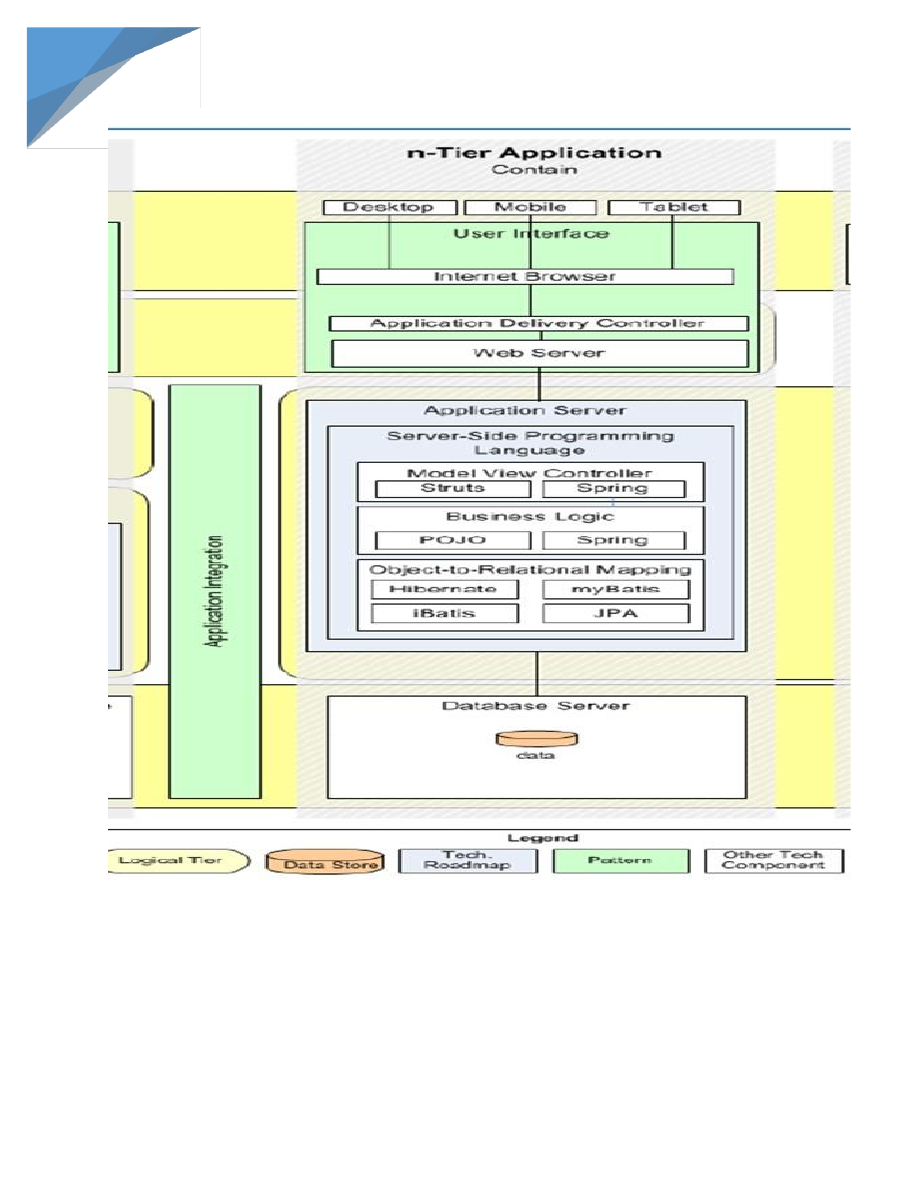 n-Tier Application
Contain
Desktop
Mobile
Tablet
User Interface
Internet Browser
Application Delivery Controller
Web Server
Application Server
Server-Side Programming
Language
Model View Controller
Struts
Spring
Business Logic
POJO
Spring
Object-to-Relational Mapping
Hibernate
myBatis
iBatis
JPA
Application Integration
Database Server
data
Legend
Logical Tier
Data Store
Tech.
Roadmap
Pattern
Other Tech
Component